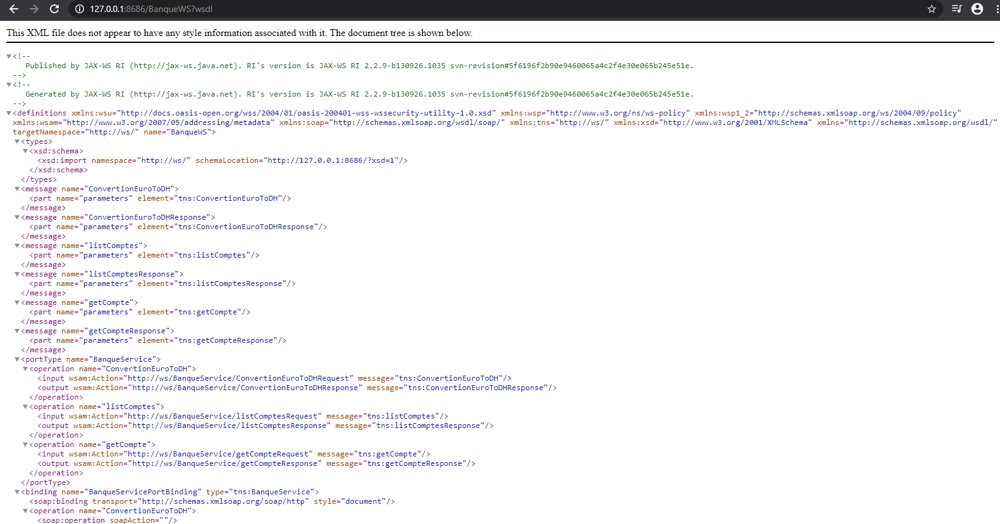 127.0.0.1:8686/BanqueWS?wsdl
This XML file does not appear to have any style information associated with it. The document tree is shown below.
▼<!--
Published by JAX-WS RI (http://jax-ws.java.net). RI's version is JAX-WS RI 2.2.9-b130926.1035 svn-revision#5f6196f2b90e9460065a4c2f4e30e065b245e51e.
-->
▼<!--
Generated by JAX-WS RI (http://jax-ws.java.net). RI's version is JAX-WS RI 2.2.9-b130926.1035 svn-revision#5f6196f2b90e9460065a4c2f4e30e065b245e51e.
-->
▼<definitions xmlns:wsu="http://docs.oasis-open.org/wss/2004/01/oasis-200401-wss-wssecurity-utility-1.0.xsd" xmlns:wsp="http://www.w3.org/ns/ws-policy" xmlns:wsp1_2="http://schemas.xmlsoap.org/ws/2004/09/policy"
xmlns:wsam="http://www.w3.org/2007/05/addressing/metadata" xmlns:soap="http://schemas.xmlsoap.org/wsdl/soap/" xmlns:tns="http://ws/" xmlns:xsd="http://www.w3.org/2001/XMLSchema" xmlns="http://schemas.xmlsoap.org/wsdl/"
targetNamespace="http://ws/" name="BanqueWS">
▼<types>
▼<xsd:schema>
<xsd:import namespace="http://ws/" schemaLocation="http://127.0.0.1:8686/?xsd=1"/>
</xsd:schema>
</types>
▼<message name="ConvertionEuroToDH">
<part name="parameters" element="tns:ConvertionEuroToDH"/>
</message>
▼<message name="ConvertionEuroToDHResponse">
<part name="parameters" element="tns:ConvertionEuroToDHResponse"/>
</message>
▼<message name="listComptes">
<part name="parameters" element="tns:listComptes"/>
</message>
▼<message name="listComptesResponse">
<part name="parameters" element="tns:listComptesResponse"/>
</message>
▼<message name="getCompte">
<part name="parameters" element="tns:getCompte"/>
</message>
▼<message name="getCompteResponse">
<part name="parameters" element="tns:getCompteResponse"/>
</message>
▼<portType name="BanqueService">
▼<operation name="ConvertionEuroToDH">
<input wsam:Action="http://ws/BanqueService/ConvertionEuroToDHRequest" message="tns:ConvertionEuroToDH"/>
<output wsam:Action="http://ws/BanqueService/ConvertionEuroToDHResponse" message="tns:ConvertionEuroToDHResponse"/>
</operation>
▼<operation name="listComptes">
<input wsam:Action="http://ws/BanqueService/listComptesRequest" message="tns:listComptes"/>
<output wsam:Action="http://ws/BanqueService/listComptesResponse" message="tns:listComptesResponse"/>
</operation>
▼<operation name="getCompte">
<input wsam:Action="http://ws/BanqueService/getCompteRequest" message="tns:getCompte"/>
<output wsam:Action="http://ws/BanqueService/getCompteResponse" message="tns:getCompteResponse"/>
</operation>
</portType>
▼<binding name="BanqueServicePortBinding" type="tns:BanqueService">
<soap:binding transport="http://schemas.xmlsoap.org/soap/http" style="document"/>
▼<operation name="ConvertionEuroToDH">
<soap:operation soapAction=""/>